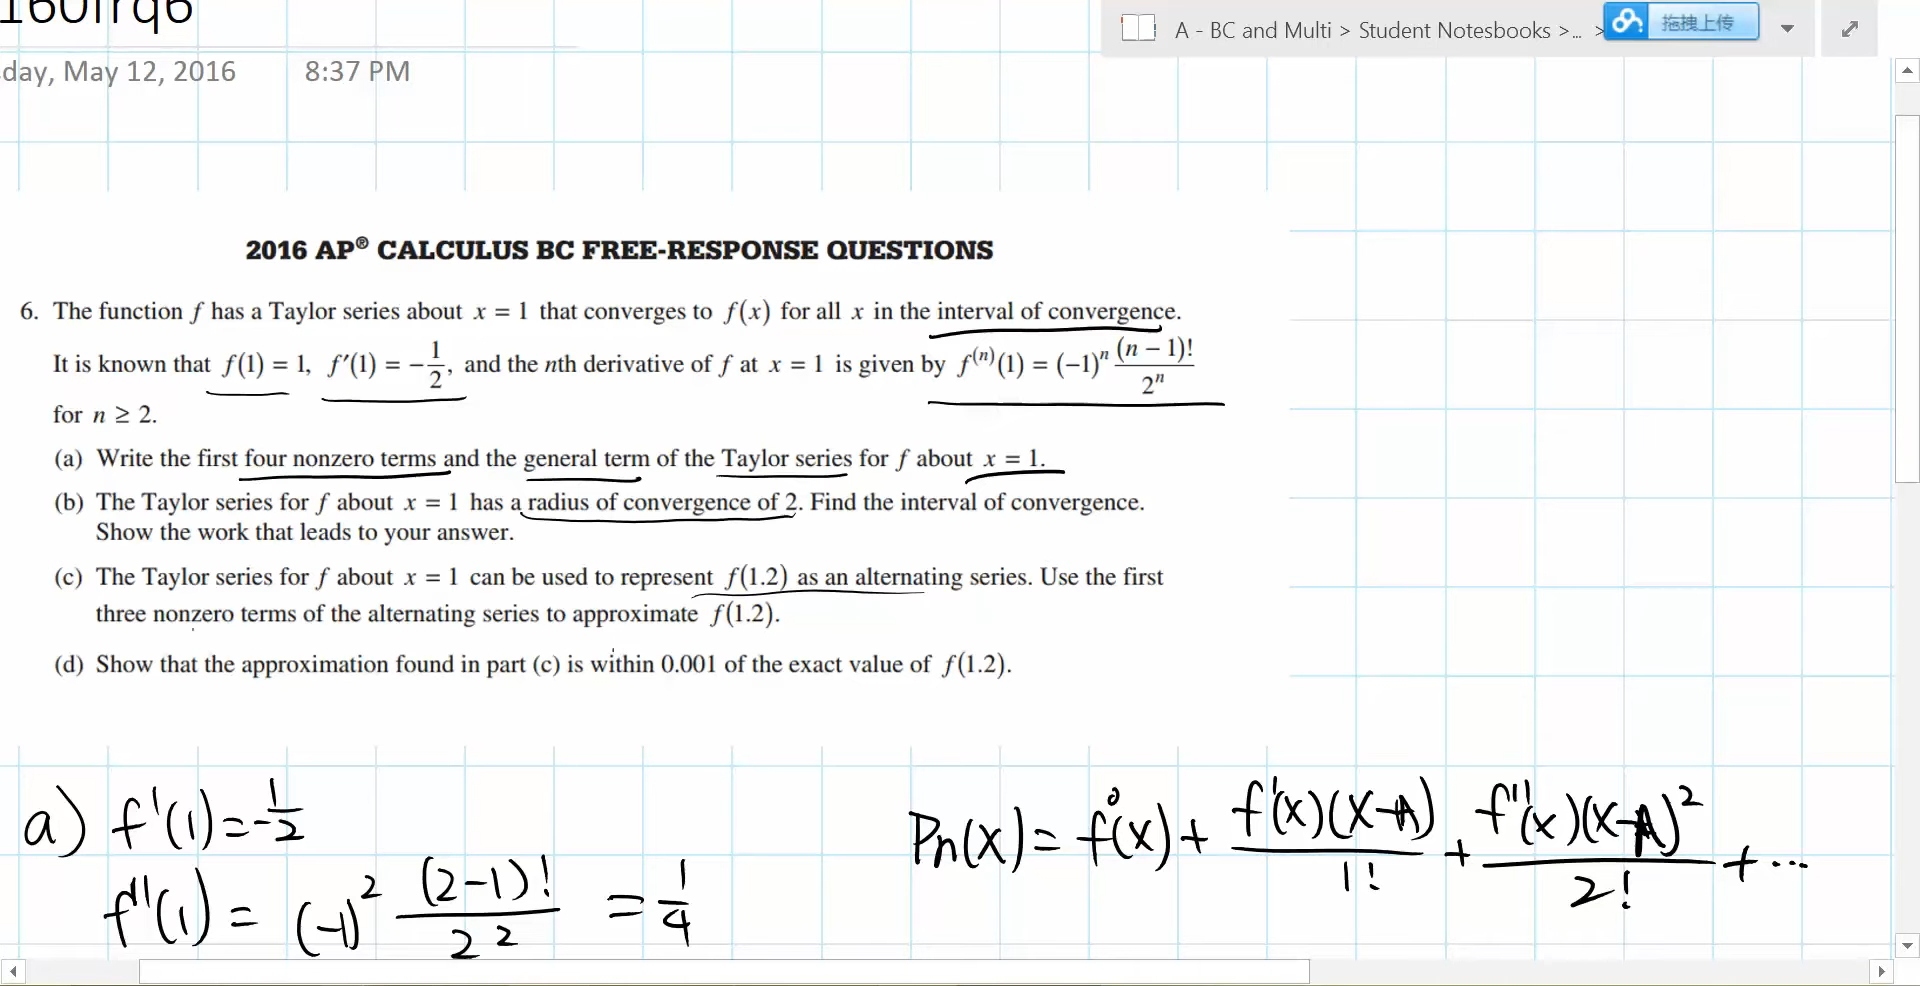 160frq6
day, May 12, 2016 8:37 PM
A - BC and Multi > Student Notesbooks >... >
拖拽上传
2016 AP® CALCULUS BC FREE-RESPONSE QUESTIONS
6. The function f has a Taylor series about x = 1 that converges to f(x) for all x in the interval of convergence.
It is known that f(1) = 1, f′(1) = −1/2, and the nth derivative of f at x = 1 is given by f^(n)(1) = (−1)^n (n − 1)!/2^n
for n ≥ 2.
(a) Write the first four nonzero terms and the general term of the Taylor series for f about x = 1.
(b) The Taylor series for f about x = 1 has a radius of convergence of 2. Find the interval of convergence.
Show the work that leads to your answer.
(c) The Taylor series for f about x = 1 can be used to represent f(1.2) as an alternating series. Use the first
three nonzero terms of the alternating series to approximate f(1.2).
(d) Show that the approximation found in part (c) is within 0.001 of the exact value of f(1.2).
a) f'(1) = -1/2
f''(1) = (-1)^2 (2-1)!/2^2 = 1/4
Pn(x) = f^0(x) + f'(x)(x-A)/1! + f''(x)(x-A)^2/2! + ...